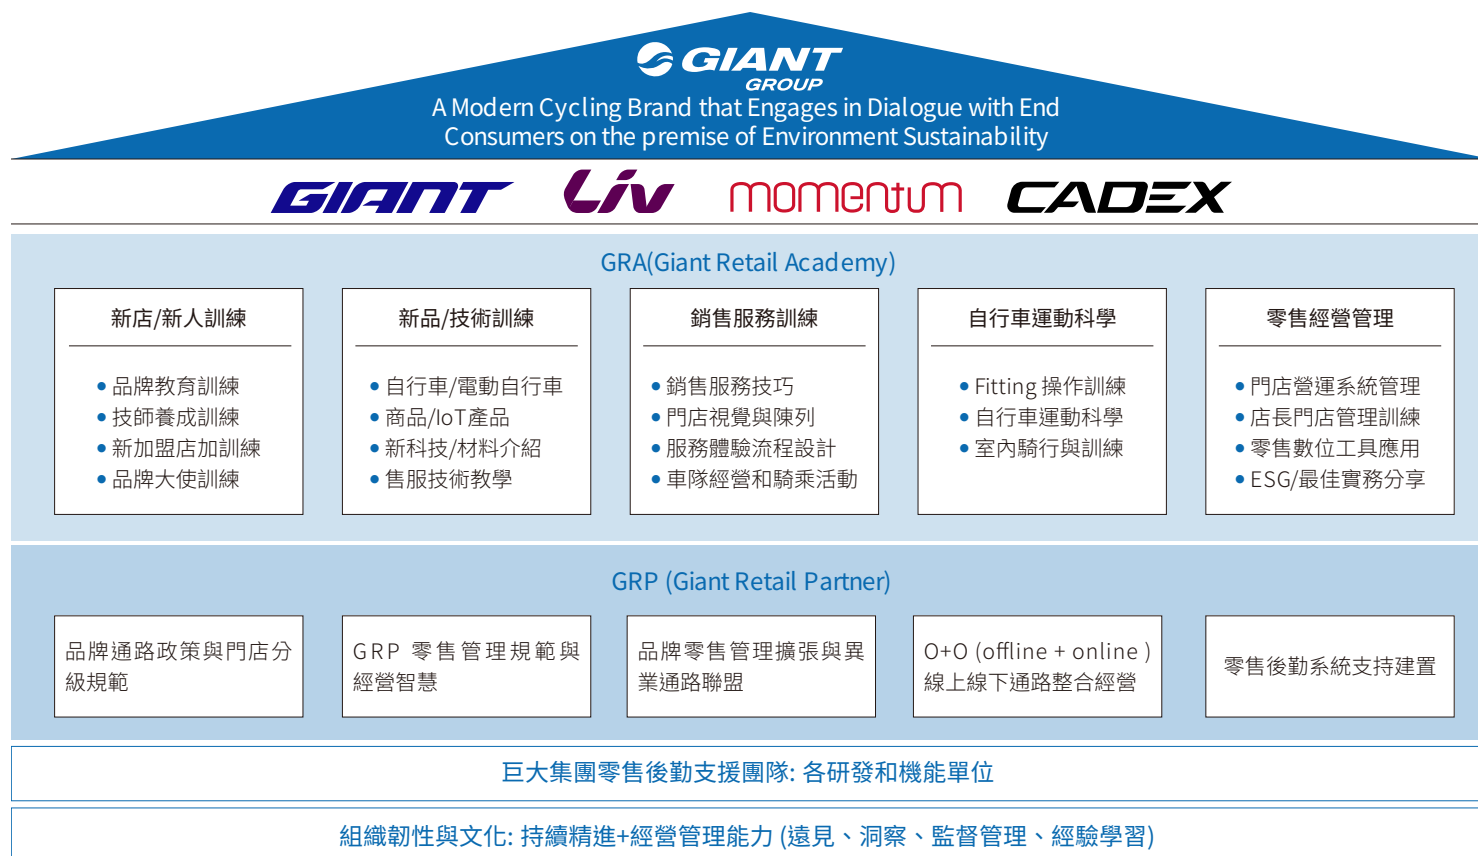 GIANT
GROUP
A Modern Cycling Brand that Engages in Dialogue with End
Consumers on the premise of Environment Sustainability
GIANT
Liv
momentum
CADEX
GRA(Giant Retail Academy)
新店/新人訓練
品牌教育訓練
技師養成訓練
新加盟店加訓練
品牌大使訓練
新品/技術訓練
自行車/電動自行車
商品/IoT產品
新科技/材料介紹
售服技術教學
銷售服務訓練
銷售服務技巧
門店視覺與陳列
服務體驗流程設計
車隊經營和騎乘活動
自行車運動科學
Fitting 操作訓練
自行車運動科學
室內騎行與訓練
零售經營管理
門店營運系統管理
店長門店管理訓練
零售數位工具應用
ESG/最佳實務分享
GRP (Giant Retail Partner)
品牌通路政策與門店分
級規範
GRP 零售管理規範與
經營智慧
品牌零售管理擴張與異
業通路聯盟
O+O (offline + online )
線上線下通路整合經營
零售後勤系統支持建置
巨大集團零售後勤支援團隊: 各研發和機能單位
組織韌性與文化: 持續精進+經營管理能力 (遠見、洞察、監督管理、經驗學習)